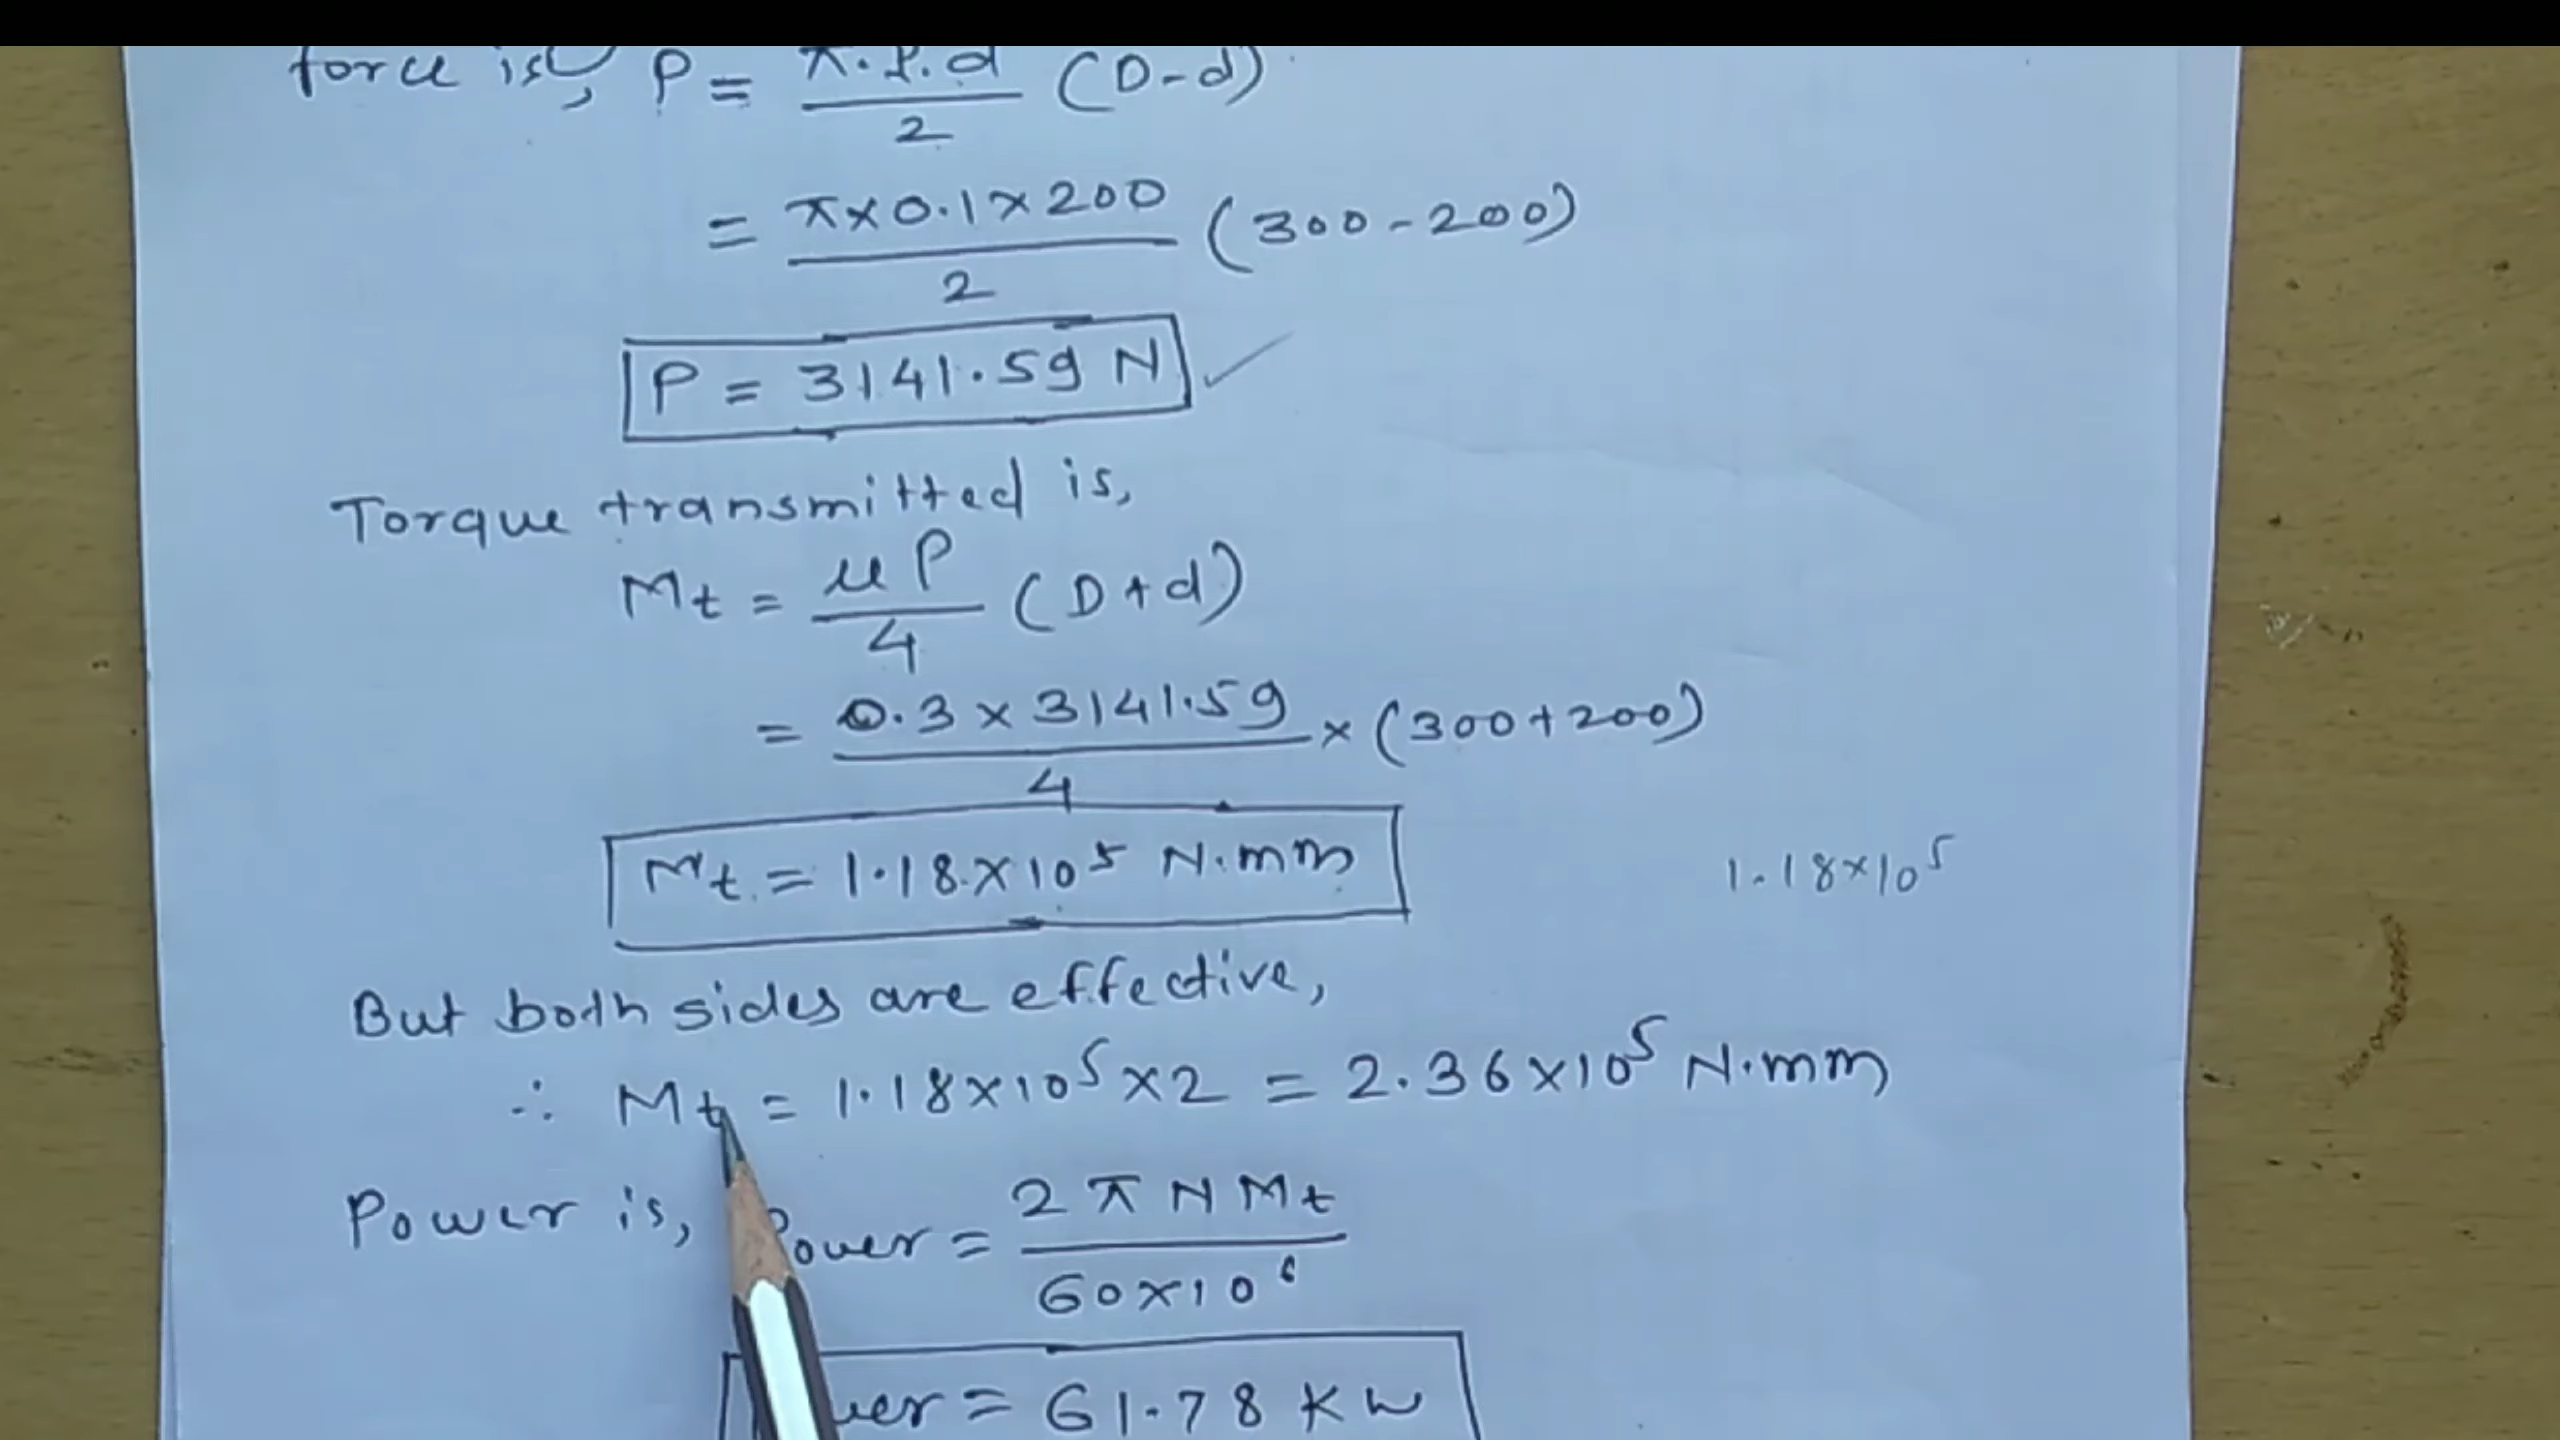 force is, P = π.p.d/2 (D-d)
= π×0.1×200/2 (300-200)
P = 3141.59 N
Torque transmitted is,
Mt = μP/4 (D+d)
= 0.3×3141.59/4 ×(300+200)
Mt = 1.18×10⁵ N.mm
1.18×10⁵
But both sides are effective,
∴ Mt = 1.18×10⁵×2 = 2.36×10⁵ N.mm
Power is, Power = 2πNMt/60×10⁶
= 61.78 KW